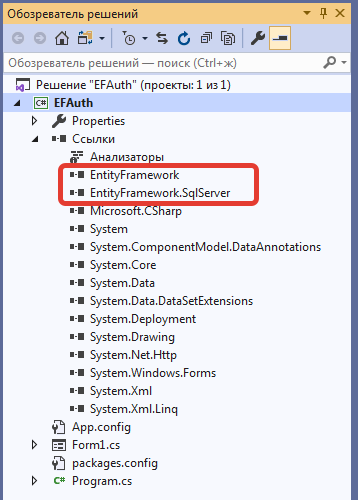 Обозреватель решений
Обозреватель решений — поиск (Ctrl+ж)
Решение "EFAuth" (проекты: 1 из 1)
C# EFAuth
Properties
Ссылки
Анализаторы
EntityFramework
EntityFramework.SqlServer
Microsoft.CSharp
System
System.ComponentModel.DataAnnotations
System.Core
System.Data
System.Data.DataSetExtensions
System.Deployment
System.Drawing
System.Net.Http
System.Windows.Forms
System.Xml
System.Xml.Linq
App.config
Form1.cs
packages.config
C# Program.cs